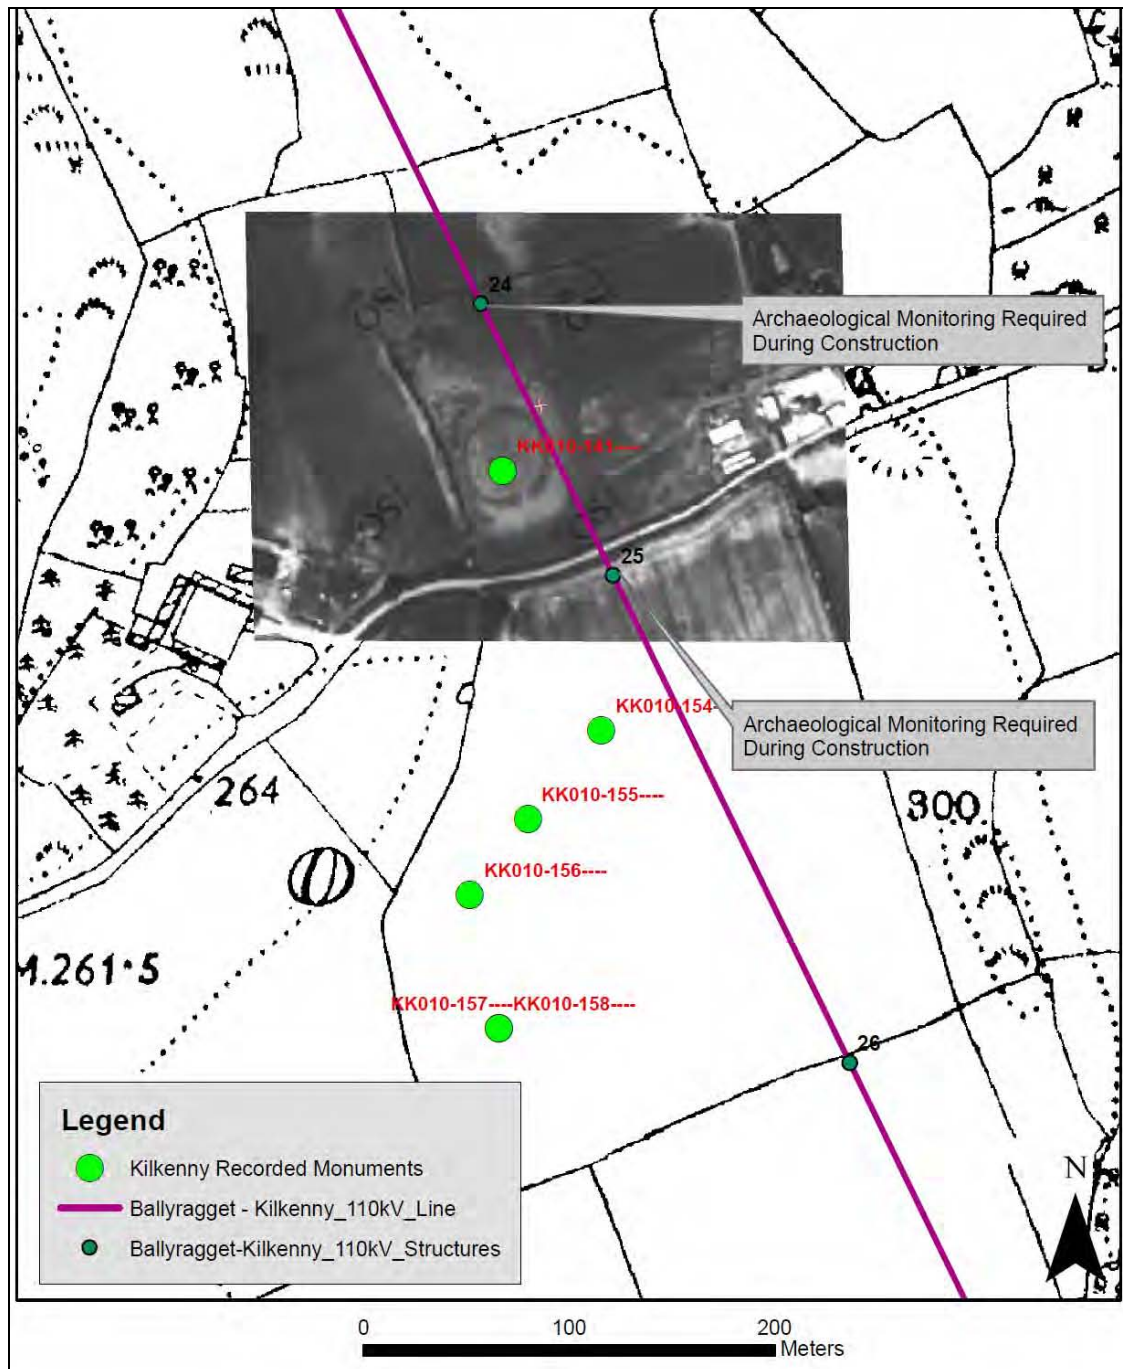 24
Archaeological Monitoring Required
During Construction
KK010-141----
25
KK010-154-
Archaeological Monitoring Required
During Construction
264
KK010-155----
300
KK010-156----
M.261·5
KK010-157----KK010-158----
26
Legend
Kilkenny Recorded Monuments
Ballyragget - Kilkenny_110kV_Line
Ballyragget-Kilkenny_110kV_Structures
N
0 100 200
Meters